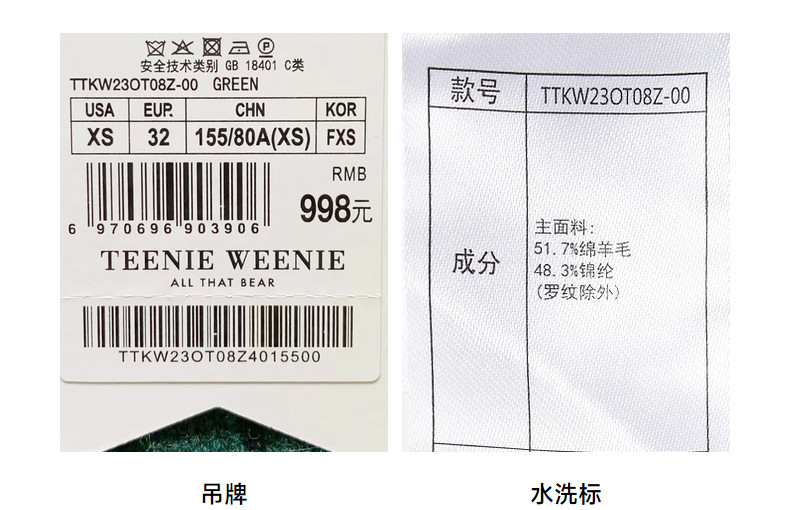 安全技术类别 GB 18401 C类
TTKW23OT08Z-00 GREEN
USA EUP. CHN KOR
XS 32 155/80A(XS) FXS
RMB
998元
6 970696 903906
TEENIE WEENIE
ALL THAT BEAR
TTKW23OT08Z4015500
吊牌
款号 TTKW23OT08Z-00
成分
主面料:
51.7%绵羊毛
48.3%锦纶
(罗纹除外)
水洗标